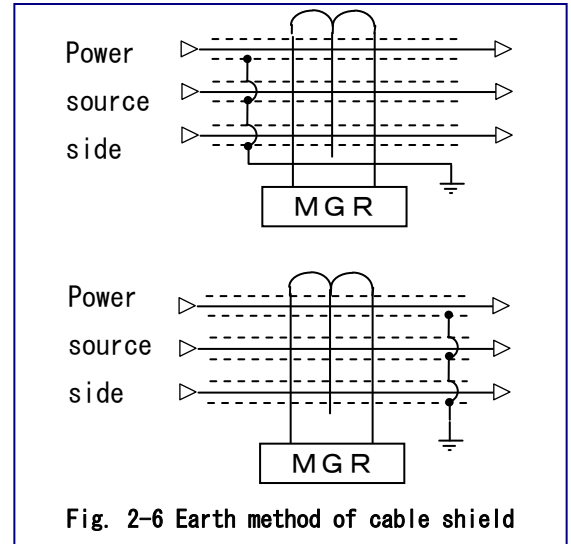 Power
source
side
MGR
Power
source
side
MGR
Fig. 2-6 Earth method of cable shield